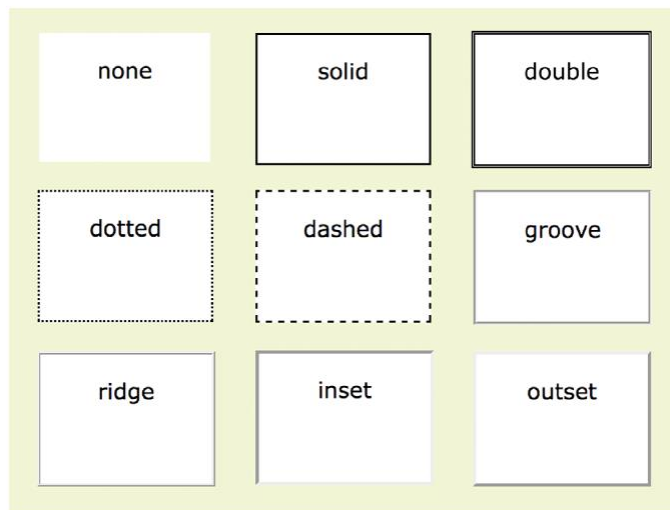 none
solid
double
dotted
dashed
groove
ridge
inset
outset